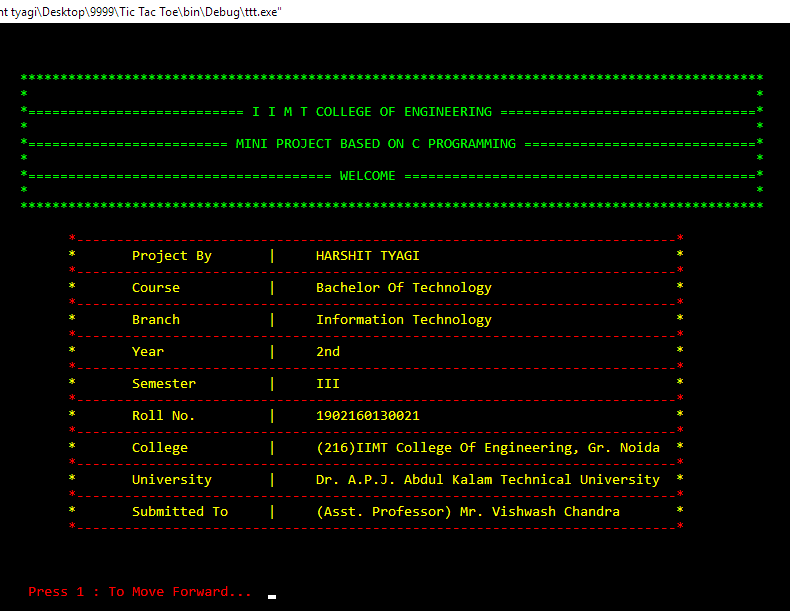 nt tyagi\Desktop\9999\Tic Tac Toe\bin\Debug\ttt.exe"
*********************************************************************************************
* *
*=========================== I I M T COLLEGE OF ENGINEERING ================================*
* *
*========================= MINI PROJECT BASED ON C PROGRAMMING =============================*
* *
*====================================== WELCOME ============================================*
* *
*********************************************************************************************
*---------------------------------------------------------------------------*
* Project By | HARSHIT TYAGI *
*---------------------------------------------------------------------------*
* Course | Bachelor Of Technology *
*---------------------------------------------------------------------------*
* Branch | Information Technology *
*---------------------------------------------------------------------------*
* Year | 2nd *
*---------------------------------------------------------------------------*
* Semester | III *
*---------------------------------------------------------------------------*
* Roll No. | 1902160130021 *
*---------------------------------------------------------------------------*
* College | (216)IIMT College Of Engineering, Gr. Noida *
*---------------------------------------------------------------------------*
* University | Dr. A.P.J. Abdul Kalam Technical University *
*---------------------------------------------------------------------------*
* Submitted To | (Asst. Professor) Mr. Vishwash Chandra *
*---------------------------------------------------------------------------*
Press 1 : To Move Forward...